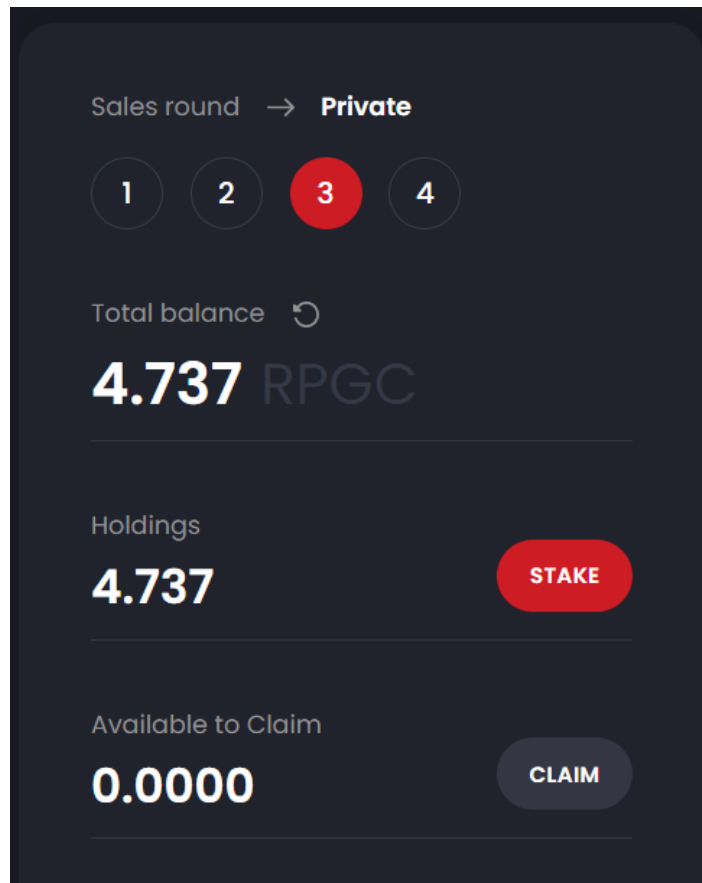 Sales round → Private
1 2 3 4
Total balance
4.737 RPGC
Holdings
4.737
STAKE
Available to Claim
0.0000
CLAIM